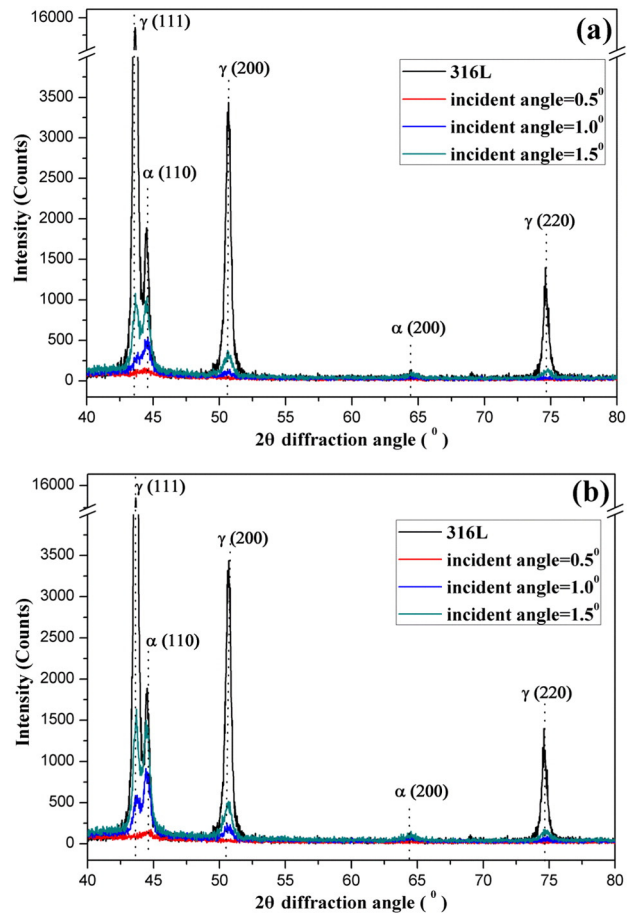 16000
γ (111)
(a)
316L
incident angle=0.5⁰
incident angle=1.0⁰
incident angle=1.5⁰
γ (200)
3500
3000
2500
α (110)
2000
γ (220)
1500
1000
500
α (200)
0
Intensity (Counts)
40 45 50 55 60 65 70 75 80
2θ diffraction angle ( ⁰ )
16000
γ (111)
(b)
316L
incident angle=0.5⁰
incident angle=1.0⁰
incident angle=1.5⁰
γ (200)
3500
3000
2500
α (110)
2000
γ (220)
1500
1000
500
α (200)
0
Intensity (Counts)
40 45 50 55 60 65 70 75 80
2θ diffraction angle ( ⁰ )